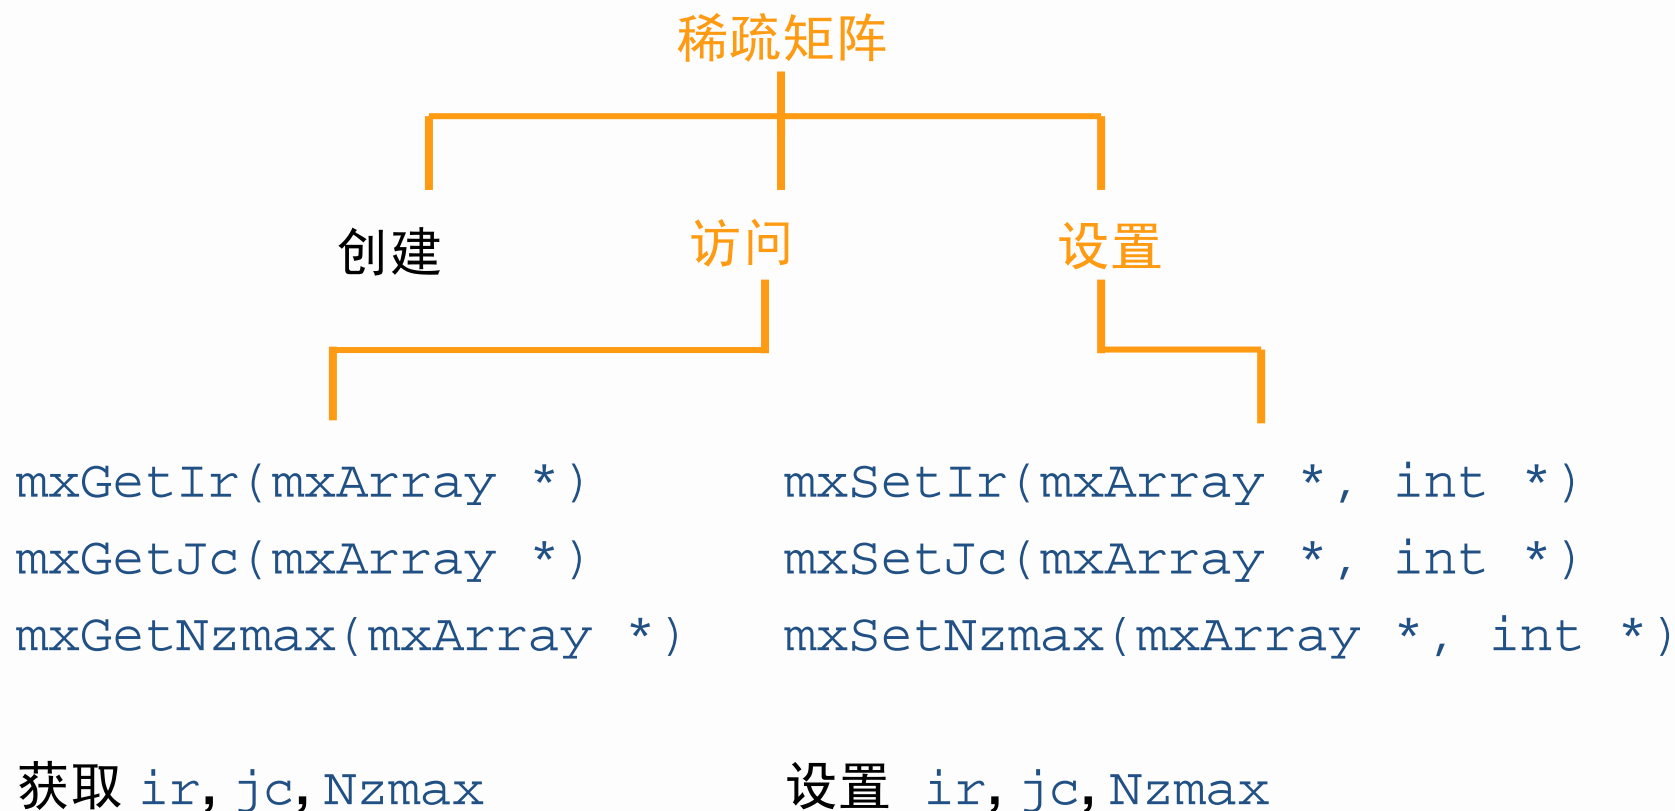 稀疏矩阵
创建 访问 设置
mxGetIr(mxArray *) mxSetIr(mxArray *, int *)
mxGetJc(mxArray *) mxSetJc(mxArray *, int *)
mxGetNzmax(mxArray *) mxSetNzmax(mxArray *, int *)
获取 ir, jc, Nzmax 设置 ir, jc, Nzmax